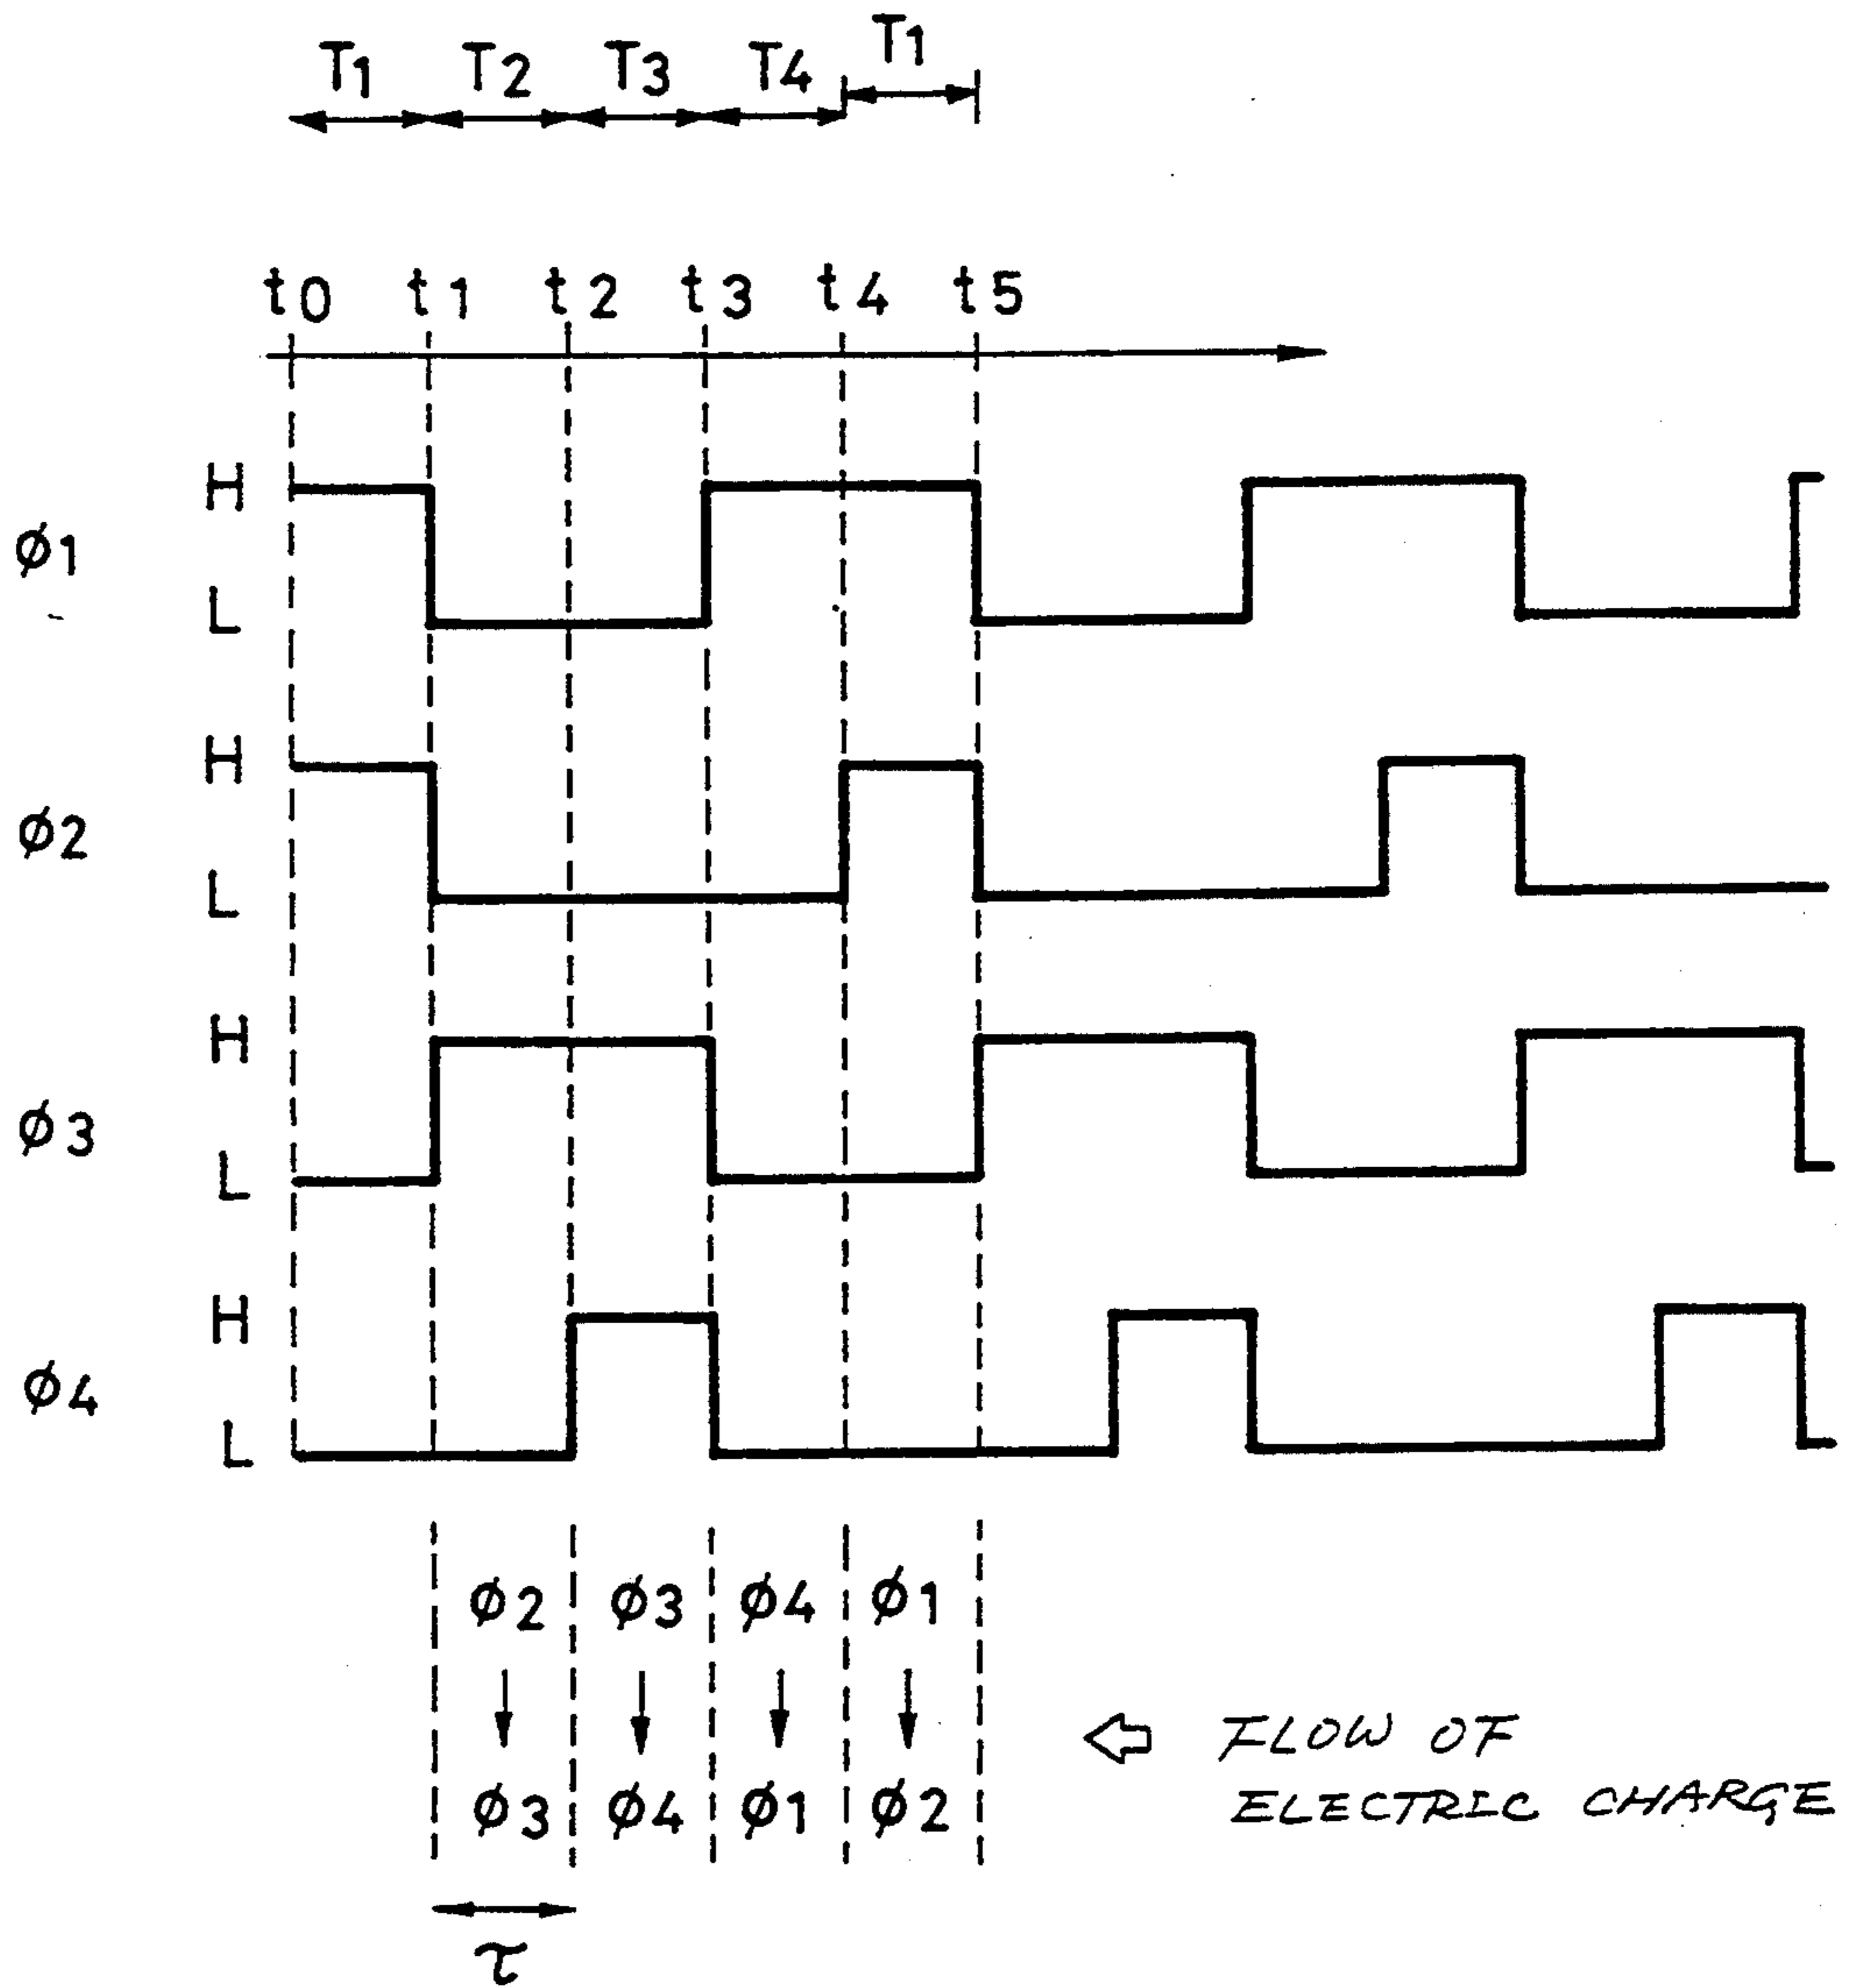 T1 T2 T3 T4 T1
t0 t1 t2 t3 t4 t5
H
ø1
L
H
ø2
L
H
ø3
L
H
ø4
L
ø2 ø3 ø4 ø1
ø3 ø4 ø1 ø2
FLOW OF
ELECTRIC CHARGE
τ